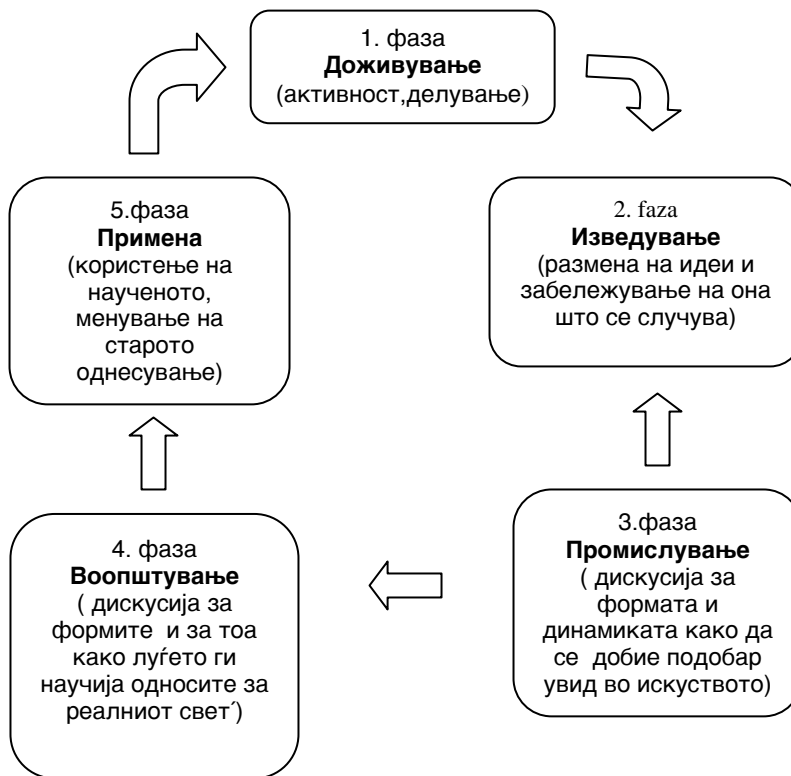 1. фаза
Доживување
(активност,делување)
2. faza
Изведување
(размена на идеи и
забележување на она
што се случува)
3.фаза
Промислување
( дискусија за
формата и
динамиката како да
се добие подобар
увид во искуството)
4. фаза
Воопштување
( дискусија за
формите и за тоа
како луѓето ги
научија односите за
реалниот свет´)
5.фаза
Примена
(користење на
наученото,
менување на
старото
однесување)